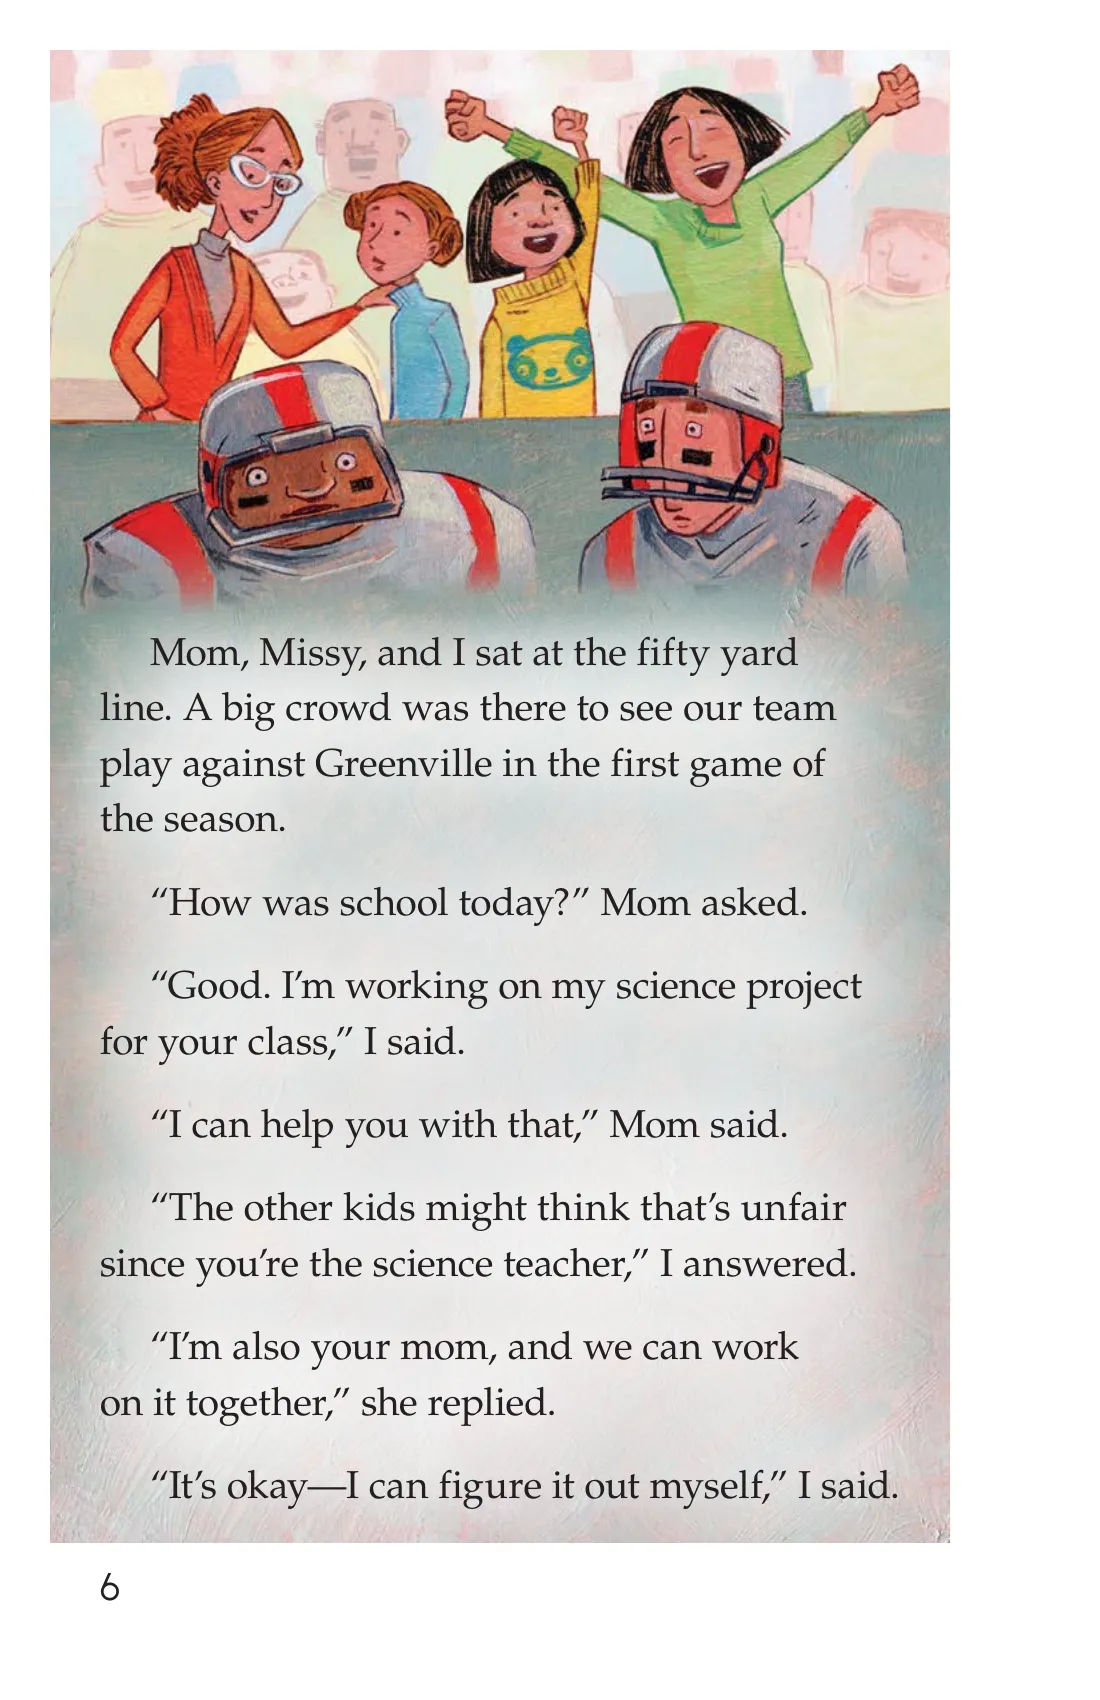 Mom, Missy, and I sat at the fifty yard
line. A big crowd was there to see our team
play against Greenville in the first game of
the season.
“How was school today?” Mom asked.
“Good. I’m working on my science project
for your class,” I said.
“I can help you with that,” Mom said.
“The other kids might think that’s unfair
since you’re the science teacher,” I answered.
“I’m also your mom, and we can work
on it together,” she replied.
“It’s okay—I can figure it out myself,” I said.
6